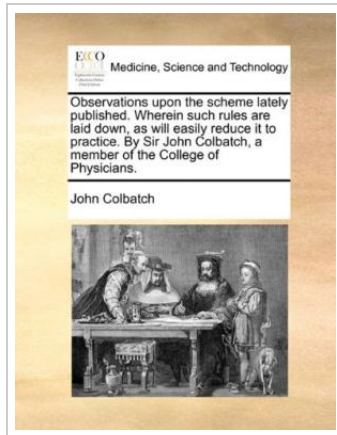 ECCO
Medicine, Science and Technology
Observations upon the scheme lately
published. Wherein such rules are
laid down, as will easily reduce it to
practice. By Sir John Colbatch, a
member of the College of
Physicians.
John Colbatch